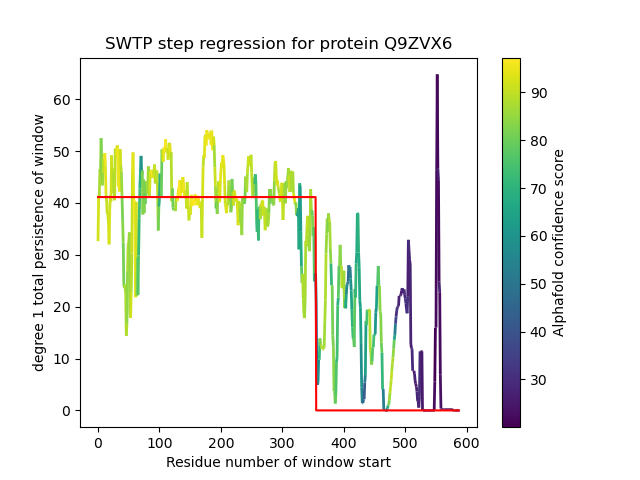 SWTP step regression for protein Q9ZVX6
degree 1 total persistence of window
60
50
40
30
20
10
0
0 100 200 300 400 500 600
Residue number of window start
90
80
70
60
50
40
30
Alphafold confidence score